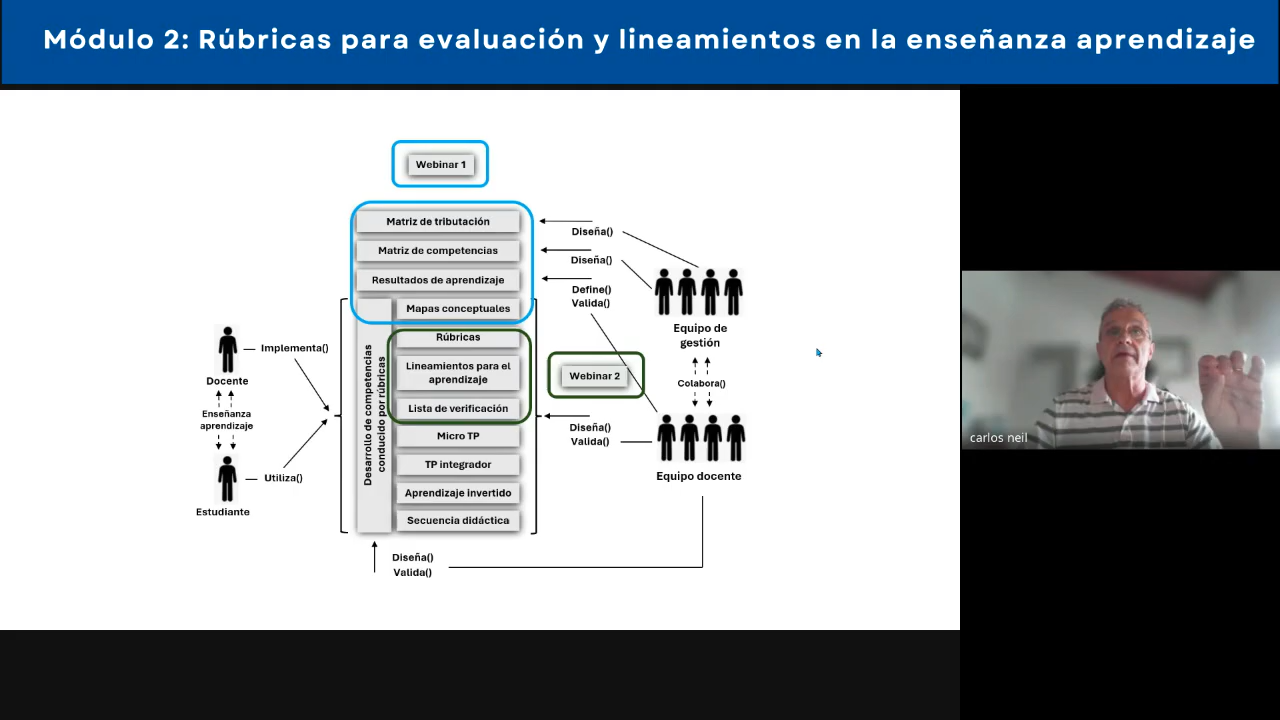 Módulo 2: Rúbricas para evaluación y lineamientos en la enseñanza aprendizaje
Webinar 1
Matriz de tributación
Matriz de competencias
Resultados de aprendizaje
Mapas conceptuales
Rúbricas
Lineamientos para el
aprendizaje
Lista de verificación
Micro TP
TP integrador
Aprendizaje invertido
Secuencia didáctica
Desarrollo de competencias
conducido por rúbricas
Diseña()
Diseña()
Define()
Valida()
Equipo de
gestión
Colabora()
Webinar 2
Diseña()
Valida()
Equipo docente
Implementa()
Docente
Enseñanza
aprendizaje
Utiliza()
Estudiante
Diseña()
Valida()
carlos neil